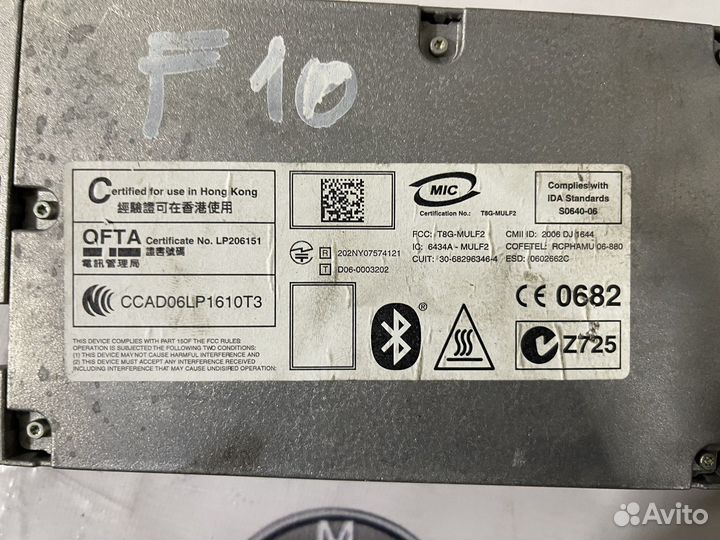 F 10
Certified for use in Hong Kong
經驗證可在香港使用
OFTA Certificate No. LP206151
電訊管理局 證書號碼
CCAD06LP1610T3
THIS DEVICE COMPLIES WITH PART 15OF THE FCC RULES:
OPERATION IS SUBJECTED TO THE FOLLOWING TWO CONDITIONS:
(1) THIS DEVICE MAY NOT CAUSE HARMFUL INTERFERENCE AND
(2) THIS DEVICE MUST ACCEPT ANY INTERFERENCE RECEIVED
INCLUDING INTERFERENCE THAT MAY CAUSE UNDISIRED OPERATION:
R 202NY07574121
T D06-0003202
MIC
Certification No.: T8G-MULF2
Complies with
IDA Standards
S0640-06
FCC: T8G-MULF2 CMII ID: 2006 DJ 1644
IC: 6434A - MULF2 COFETEL: RCPHAMU 06-880
CUIT: 30-68296346-4 ESD: 0602662C
CE 0682
®
Z725
M
Avito